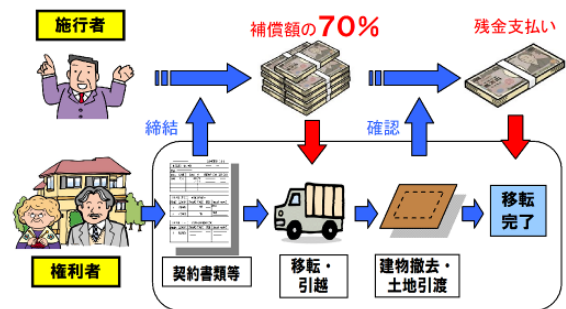 施行者
補償額の70%
残金支払い
締結
確認
権利者
契約書類等
移転・
引越
建物撤去・
土地引渡
移転
完了